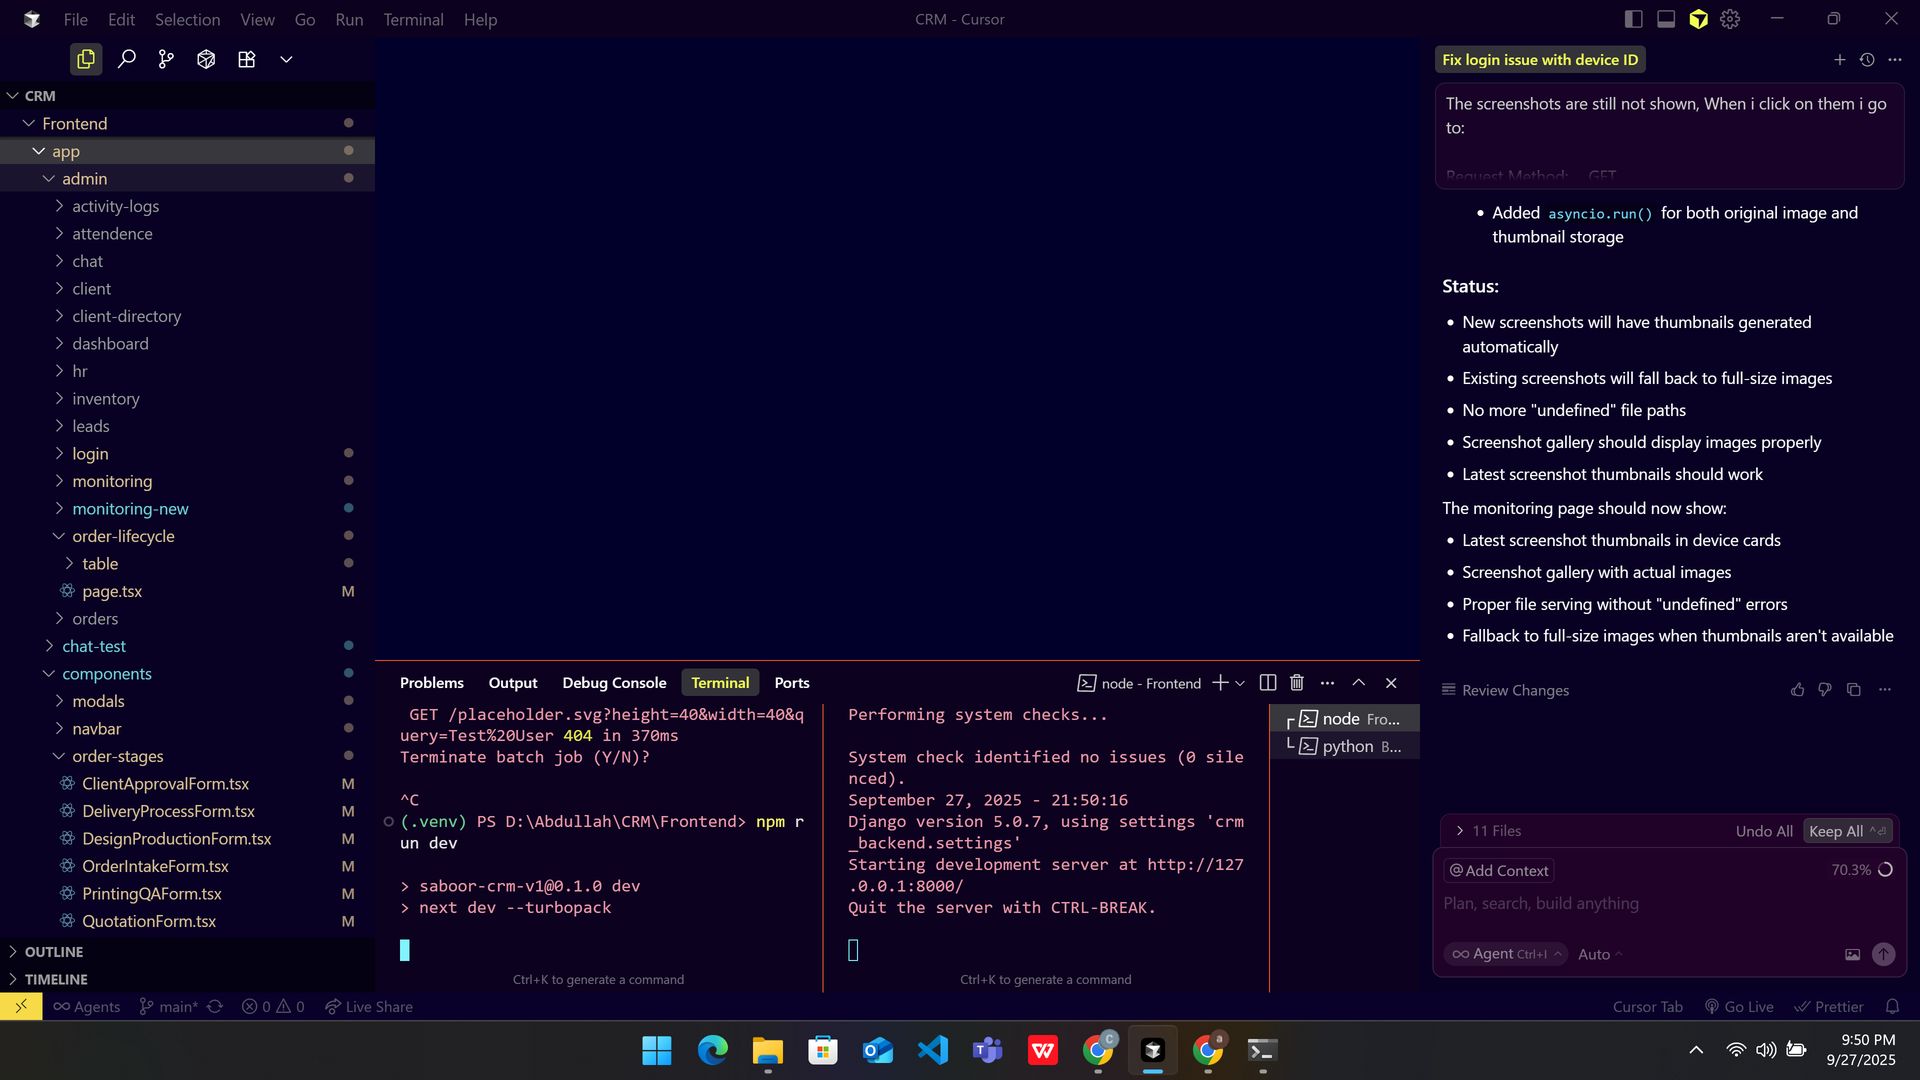 File Edit Selection View Go Run Terminal Help
CRM - Cursor
CRM
Frontend
app
admin
activity-logs
attendence
chat
client
client-directory
dashboard
hr
inventory
leads
login
monitoring
monitoring-new
order-lifecycle
table
page.tsx M
orders
chat-test
components
modals
navbar
order-stages
ClientApprovalForm.tsx M
DeliveryProcessForm.tsx M
DesignProductionForm.tsx M
OrderIntakeForm.tsx M
PrintingQAForm.tsx M
QuotationForm.tsx M
OUTLINE
TIMELINE
Problems Output Debug Console Terminal Ports
node - Frontend
GET /placeholder.svg?height=40&width=40&q
uery=Test%20User 404 in 370ms
Terminate batch job (Y/N)?
^C
(.venv) PS D:\Abdullah\CRM\Frontend> npm r
un dev
> saboor-crm-v1@0.1.0 dev
> next dev --turbopack
Ctrl+K to generate a command
Performing system checks...
System check identified no issues (0 sile
nced).
September 27, 2025 - 21:50:16
Django version 5.0.7, using settings 'crm
_backend.settings'
Starting development server at http://127
.0.0.1:8000/
Quit the server with CTRL-BREAK.
Ctrl+K to generate a command
node Fro...
python B...
Fix login issue with device ID
The screenshots are still not shown, When i click on them i go
to:
Request Method: GET
• Added asyncio.run() for both original image and
thumbnail storage
Status:
• New screenshots will have thumbnails generated
automatically
• Existing screenshots will fall back to full-size images
• No more "undefined" file paths
• Screenshot gallery should display images properly
• Latest screenshot thumbnails should work
The monitoring page should now show:
• Latest screenshot thumbnails in device cards
• Screenshot gallery with actual images
• Proper file serving without "undefined" errors
• Fallback to full-size images when thumbnails aren't available
Review Changes
11 Files Undo All Keep All
@ Add Context 70.3%
Plan, search, build anything
Agent Ctrl+I Auto
Agents main* 0 0 Live Share
Cursor Tab Go Live Prettier
C
a
9:50 PM
9/27/2025